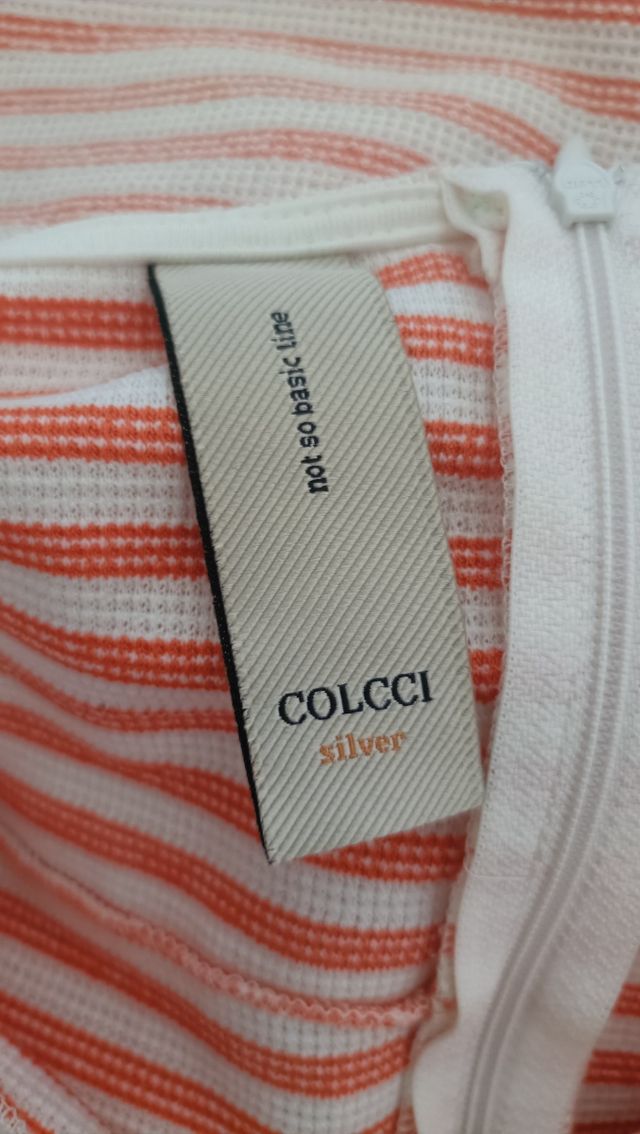 not so basic line
COLCCI
silver